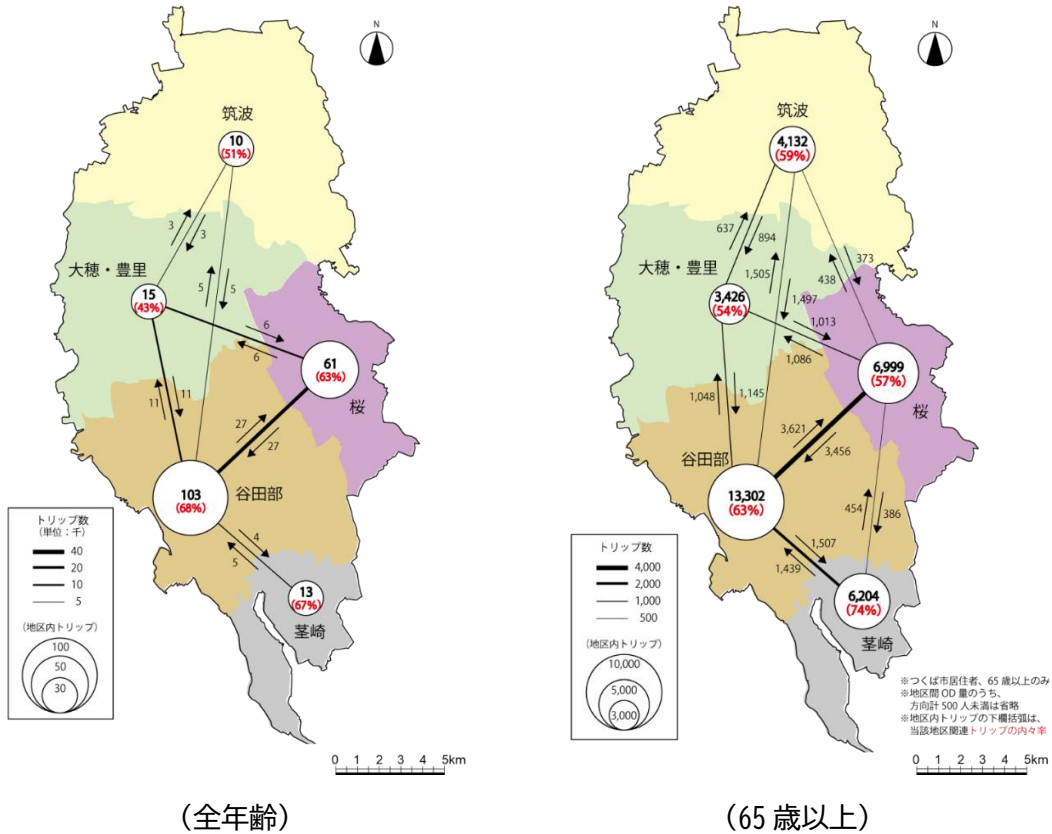 N
筑波
10
(51%)
3
3
大穂・豊里
5
5
15
(43%)
6
6
61
(63%)
桜
11
11
27
27
谷田部
103
(68%)
4
5
13
(67%)
茎崎
トリップ数
(単位:千)
40
20
10
5
(地区内トリップ)
100
50
30
0 1 2 3 4 5km
(全年齢)
N
筑波
4,132
(59%)
637
894
大穂・豊里
1,505
1,497
373
438
3,426
(54%)
1,013
1,086
6,999
(57%)
桜
1,048
1,145
3,621
3,456
谷田部
13,302
(63%)
454
386
1,507
1,439
6,204
(74%)
茎崎
トリップ数
4,000
2,000
1,000
500
(地区内トリップ)
10,000
5,000
3,000
※つくば市居住者、65歳以上のみ
※地区間OD量のうち、
方向計500人未満は省略
※地区内トリップの下欄括弧は、
当該地区関連トリップの内々率
0 1 2 3 4 5km
(65歳以上)